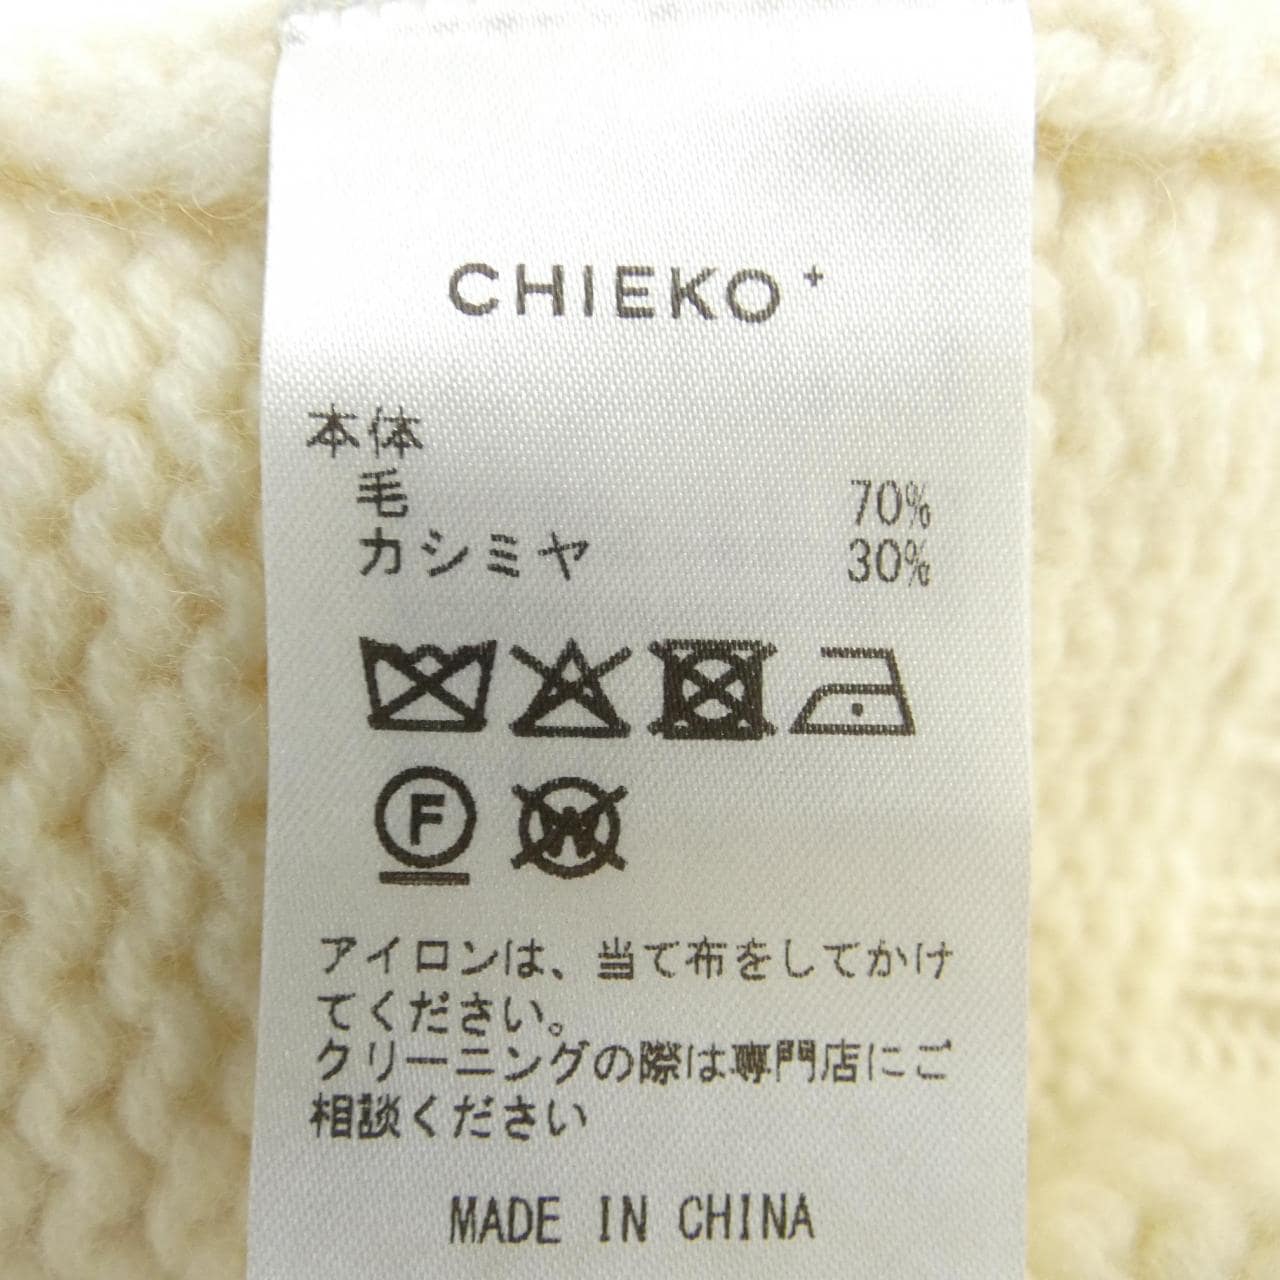 CHIEKO+
本体
毛 70%
カシミヤ 30%
F W
アイロンは、当て布をしてかけ
てください。
クリーニングの際は専門店にご
相談ください
MADE IN CHINA